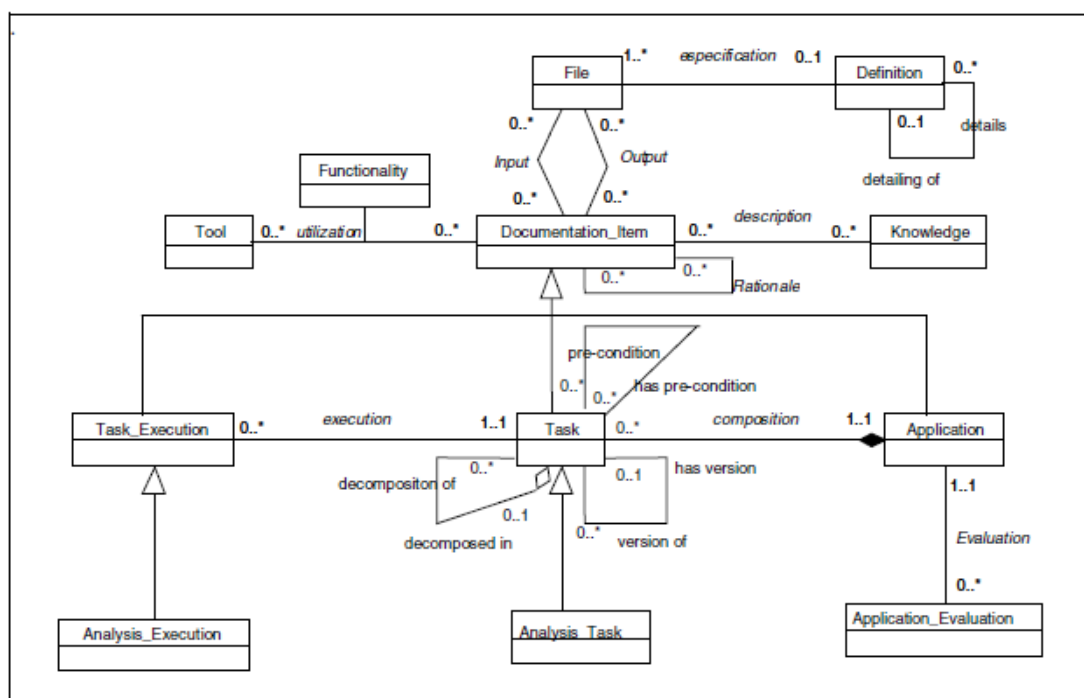 1..*
especification
0..1
File
Definition
0..*
0..*
0..*
0..1
details
Input
Output
Functionality
detailing of
0..*
0..*
Tool
0..*
utilization
0..*
Documentation_Item
0..*
description
0..*
Knowledge
0..*
0..*
Rationale
pre-condition
0..*
0..*
has pre-condition
Task_Execution
0..*
execution
1..1
Task
0..*
composition
1..1
Application
0..*
decompositon of
0..1
has version
1..1
0..1
decomposed in
0..*
version of
Evaluation
0..*
Analysis_Execution
Analysis_Task
Application_Evaluation